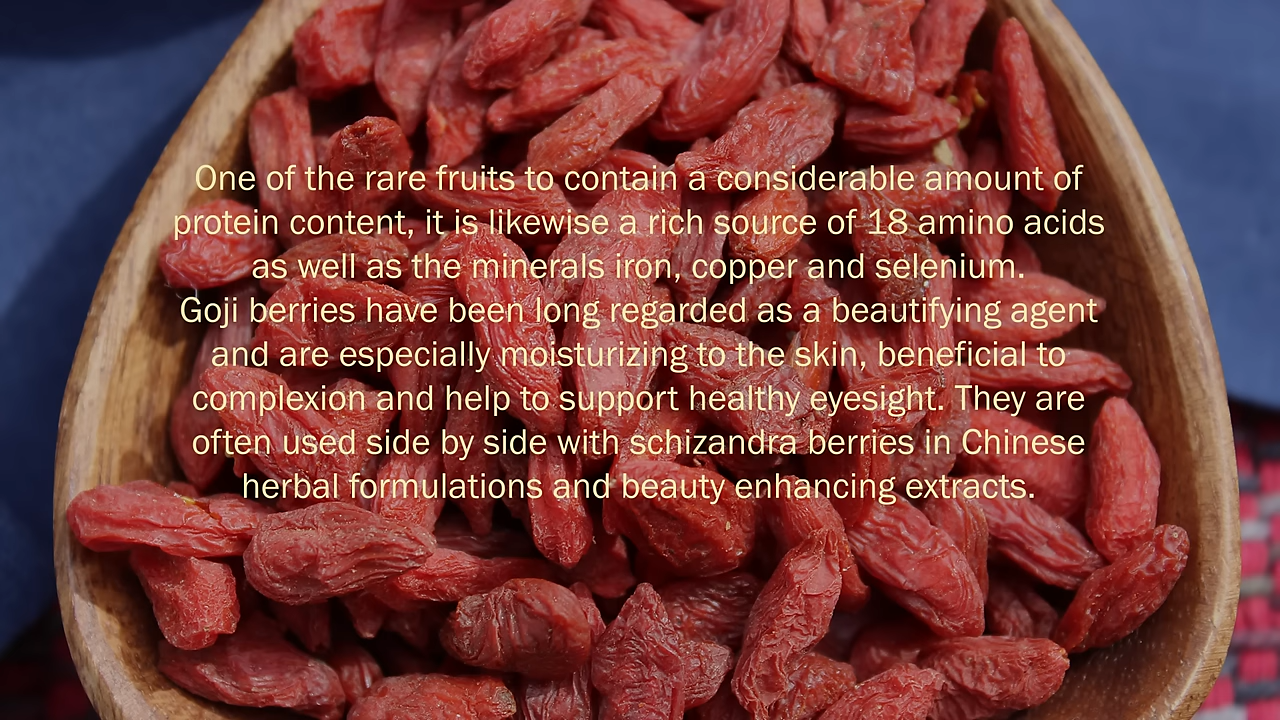 One of the rare fruits to contain a considerable amount of
protein content, it is likewise a rich source of 18 amino acids
as well as the minerals iron, copper and selenium.
Goji berries have been long regarded as a beautifying agent
and are especially moisturizing to the skin, beneficial to
complexion and help to support healthy eyesight. They are
often used side by side with schizandra berries in Chinese
herbal formulations and beauty enhancing extracts.